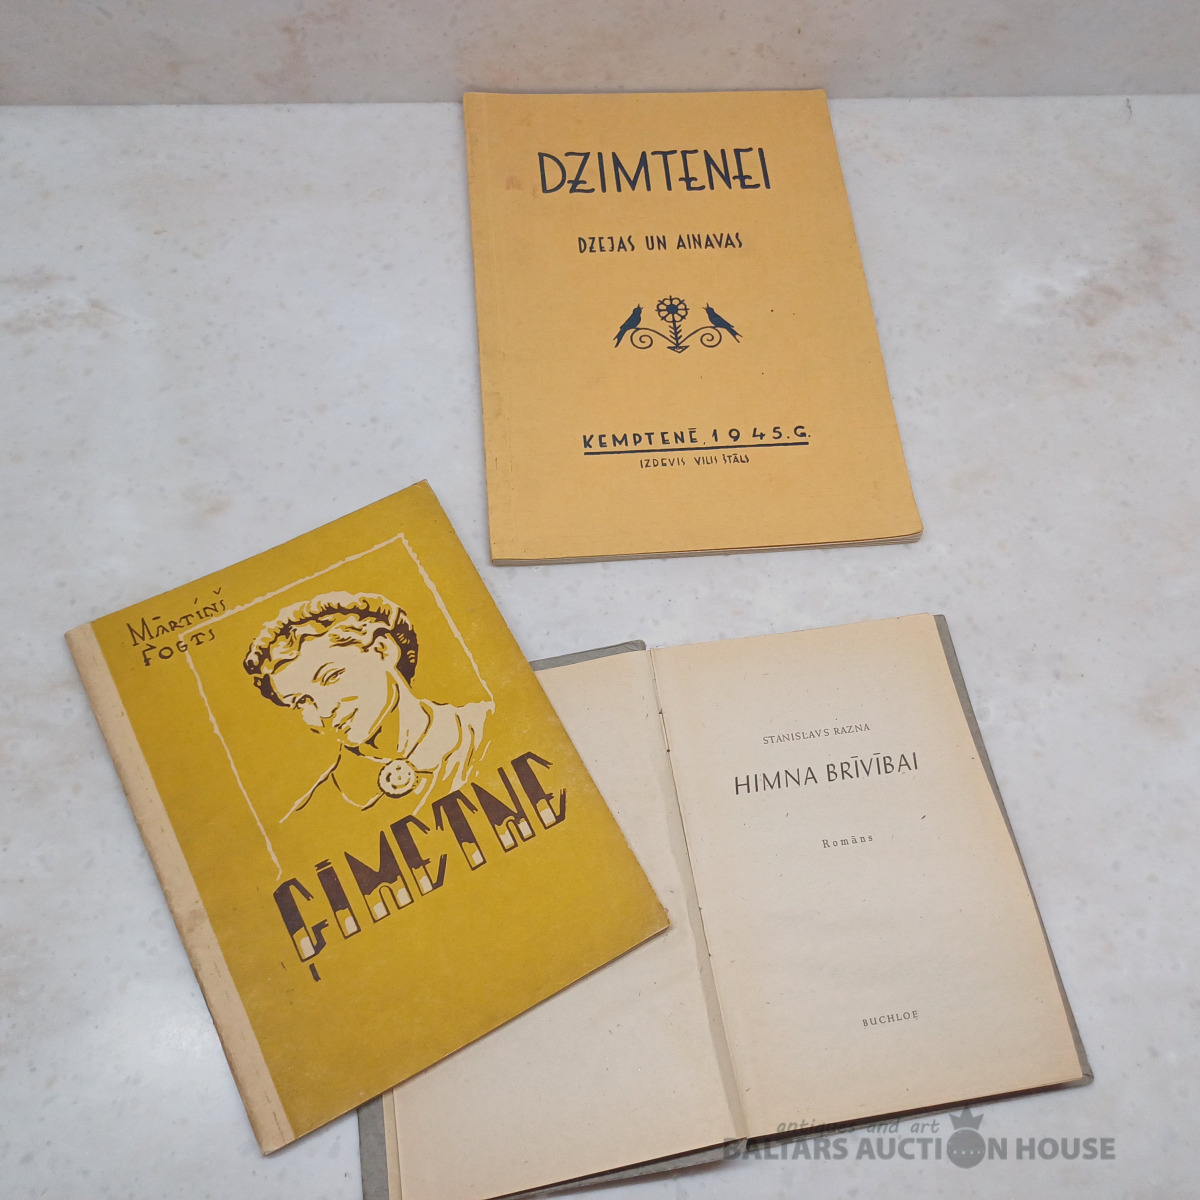 DZIMTENEI
DZEJAS UN AINAVAS
KEMPTENĒ, 1945. G.
IZDEVIS VILIS ŠTĀLS
MĀRTIŅŠ
FOGTS
ĢĪMETNE
STANISLAVS RAZNA
HIMNA BRĪVĪBAI
Romāns
BUCHLOE
antiques and art
BALTARS AUCTION HOUSE